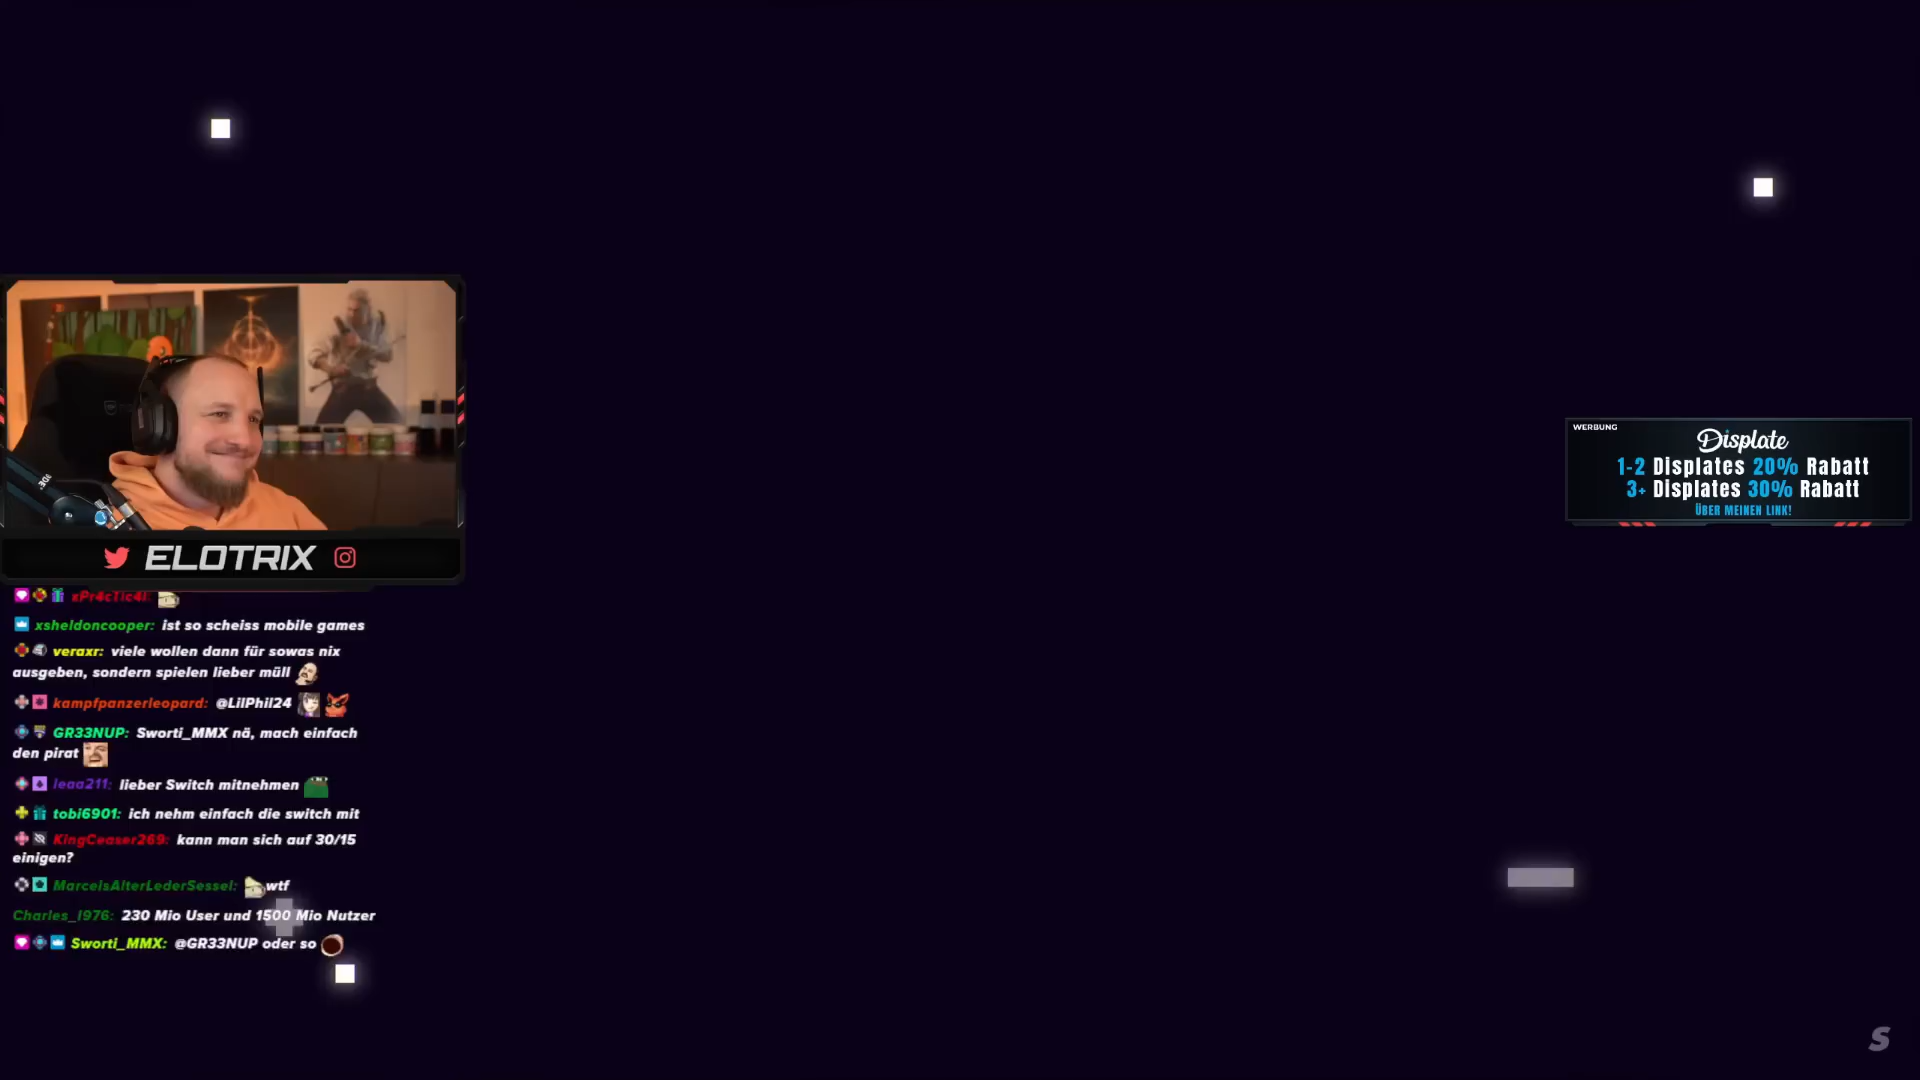 ELOTRIX
xPr4cTic4l:
xsheldoncooper: ist so scheiss mobile games
veraxr: viele wollen dann für sowas nix
ausgeben, sondern spielen lieber müll
kampfpanzerleopard: @LilPhil24
GR33NUP: Sworti_MMX nä, mach einfach
den pirat
leaa211: lieber Switch mitnehmen
tobi6901: ich nehm einfach die switch mit
KingCeaser269: kann man sich auf 30/15
einigen?
MarcelsAlterLederSessel: wtf
Charles_1976: 230 Mio User und 1500 Mio Nutzer
Sworti_MMX: @GR33NUP oder so
WERBUNG
Displate
1-2 Displates 20% Rabatt
3+ Displates 30% Rabatt
ÜBER MEINEN LINK!
S